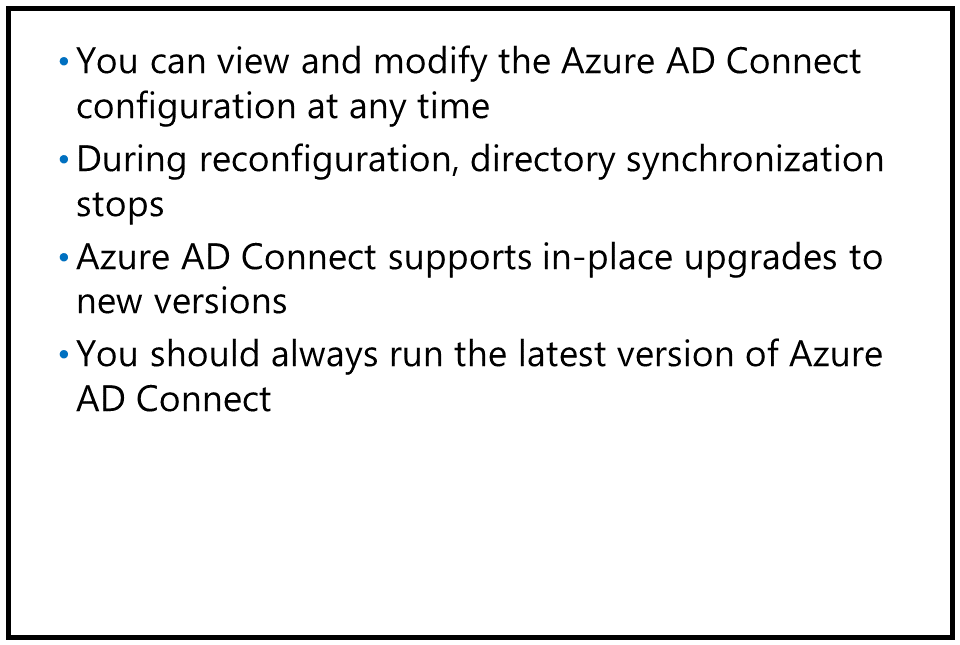 • You can view and modify the Azure AD Connect
configuration at any time
• During reconfiguration, directory synchronization
stops
• Azure AD Connect supports in-place upgrades to
new versions
• You should always run the latest version of Azure
AD Connect